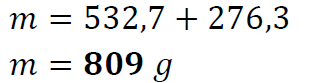 m = 532,7 + 276,3
m = 809 g